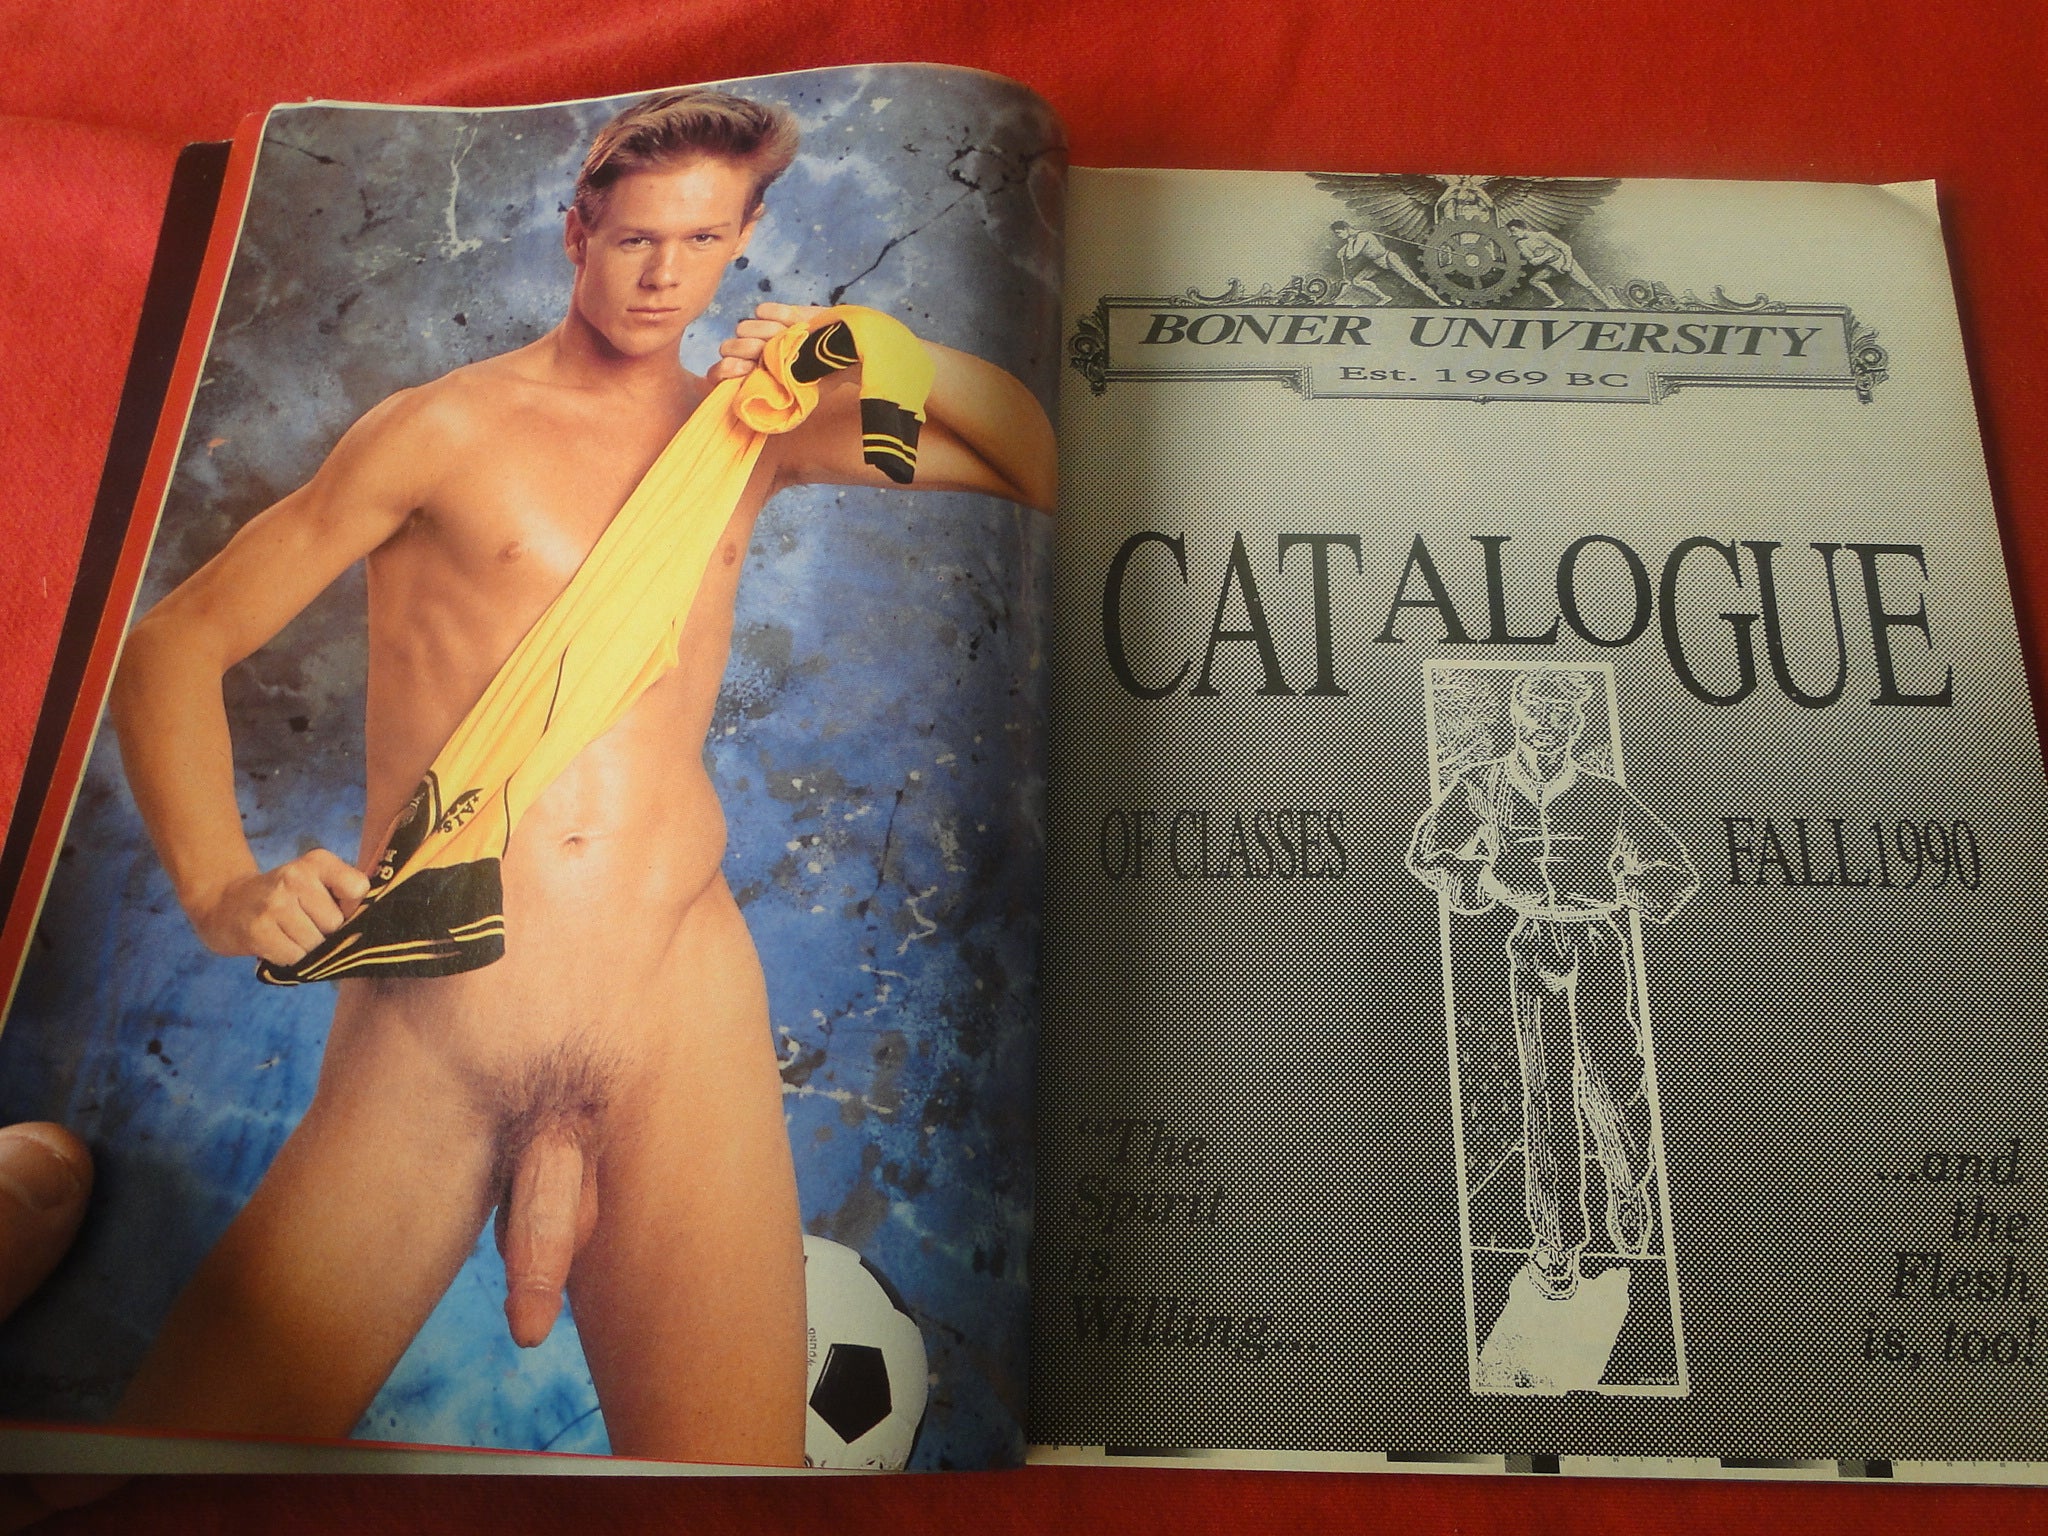 BONER UNIVERSITY
Est. 1969 BC
CATALOGUE
OF CLASSES
FALL 1990
"The
Spirit
is
Willing...
...and
the
Flesh
is, too!